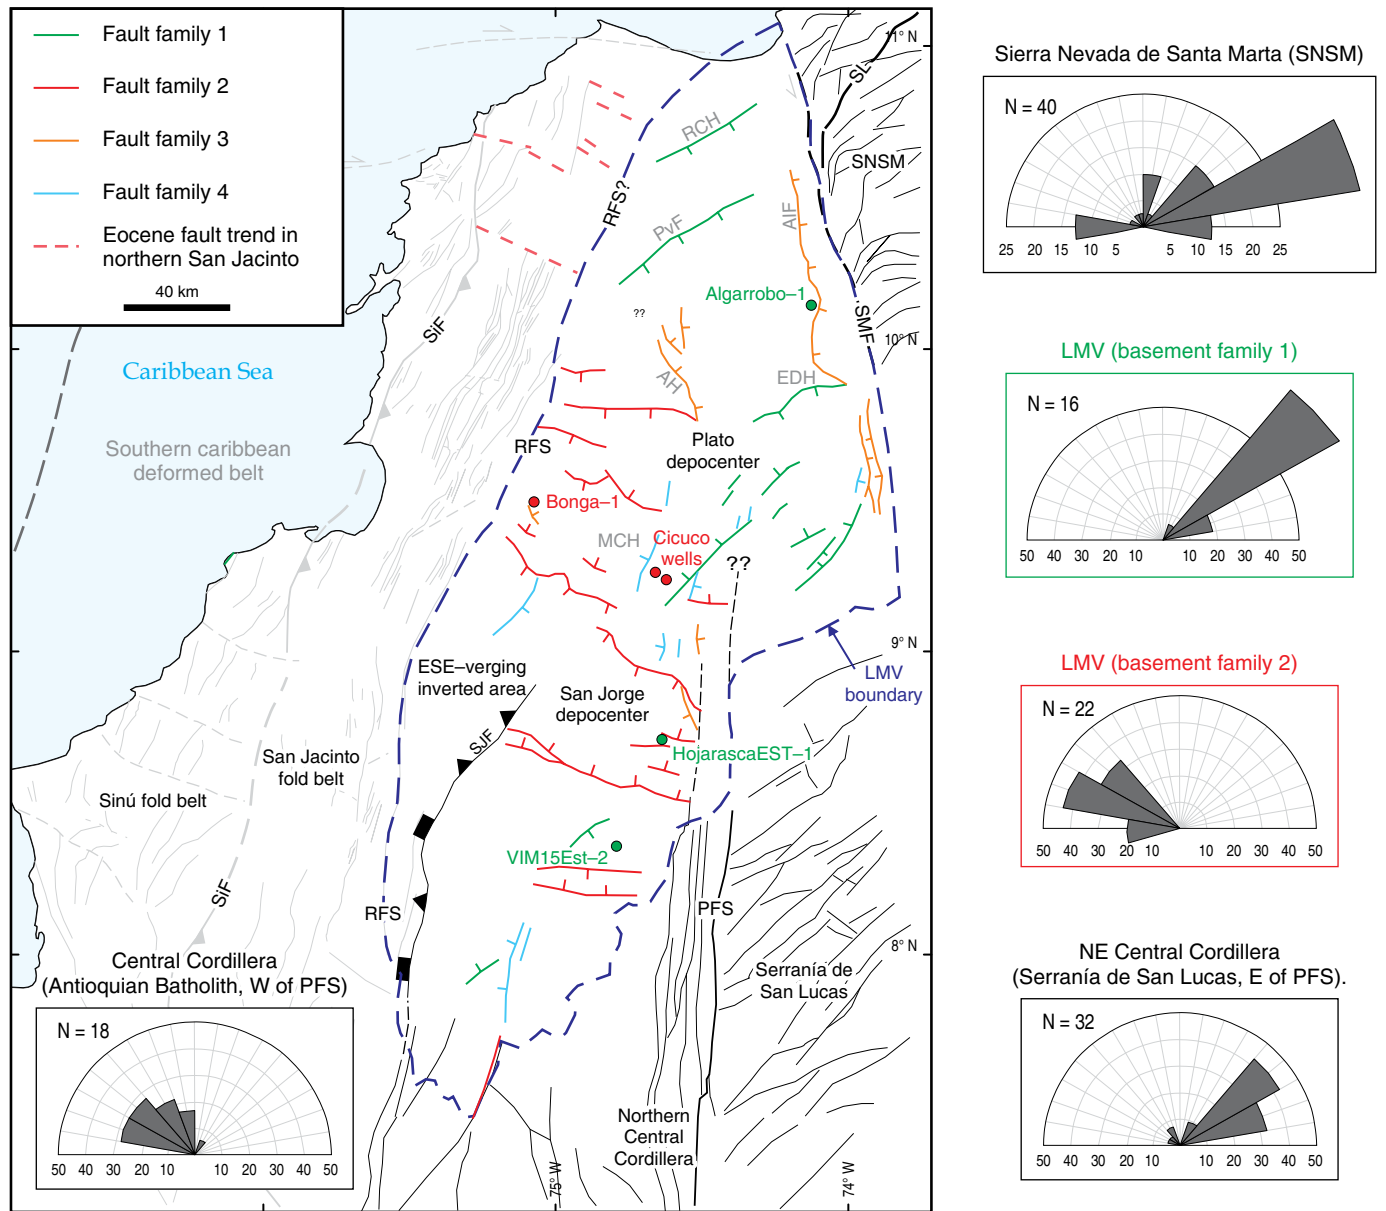 Fault family 1
Fault family 2
Fault family 3
Fault family 4
Eocene fault trend in
northern San Jacinto
40 km
Caribbean Sea
Southern caribbean
deformed belt
11° N
10° N
9° N
8° N
75° W
74° W
SL
SNSM
RCH
RFS?
PvF
AIF
Algarrobo–1
SMF
??
SiF
AH
EDH
RFS
Plato
depocenter
Bonga–1
MCH
Cicuco
wells
??
ESE–verging
inverted area
San Jorge
depocenter
LMV
boundary
SJF
HojarascaEST–1
San Jacinto
fold belt
Sinú fold belt
VIM15Est–2
SiF
RFS
PFS
Serranía de
San Lucas
Northern
Central
Cordillera
Central Cordillera
(Antioquian Batholith, W of PFS)
N = 18
50 40 30 20 10 10 20 30 40 50
Sierra Nevada de Santa Marta (SNSM)
N = 40
25 20 15 10 5 5 10 15 20 25
LMV (basement family 1)
N = 16
50 40 30 20 10 10 20 30 40 50
LMV (basement family 2)
N = 22
50 40 30 20 10 10 20 30 40 50
NE Central Cordillera
(Serranía de San Lucas, E of PFS).
N = 32
50 40 30 20 10 10 20 30 40 50